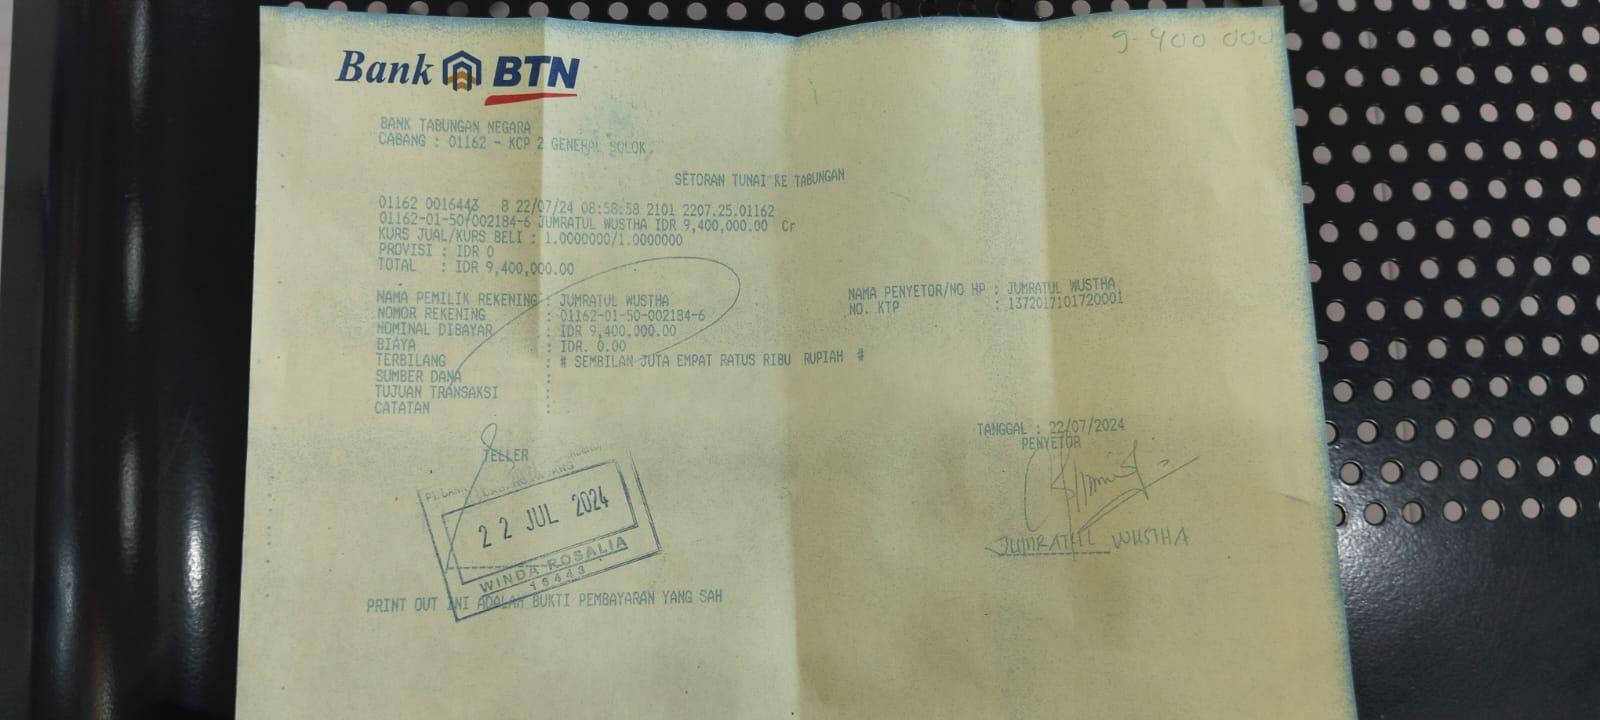 9.400 000
Bank BTN
BANK TABUNGAN NEGARA
CABANG : 01162 - KCP 2 GENERAL SOLOK
SETORAN TUNAI KE TABUNGAN
01162 0016443 8 22/07/24 08:58:58 2101 2207.25.01162
01162-01-50-002184-6 JUMRATUL WUSTHA IDR 9,400,000.00 Cr
KURS JUAL/KURS BELI : 1.0000000/1.0000000
PROVISI : IDR 0
TOTAL : IDR 9,400,000.00
NAMA PEMILIK REKENING : JUMRATUL WUSTHA
NOMOR REKENING : 01162-01-50-002184-6
NOMINAL DIBAYAR : IDR 9,400,000.00
BIAYA : IDR. 0.00
TERBILANG : # SEMBILAN JUTA EMPAT RATUS RIBU RUPIAH #
SUMBER DANA :
TUJUAN TRANSAKSI :
CATATAN :
NAMA PENYETOR/NO HP : JUMRATUL WUSTHA
NO. KTP : 1372017101720001
TANGGAL : 22/07/2024
PENYETOR
JUMRATUL WUSTHA
TELLER
PT. BANK
22 JUL 2024
WINDA ROSALIA
16443
PRINT OUT INI ADALAH BUKTI PEMBAYARAN YANG SAH